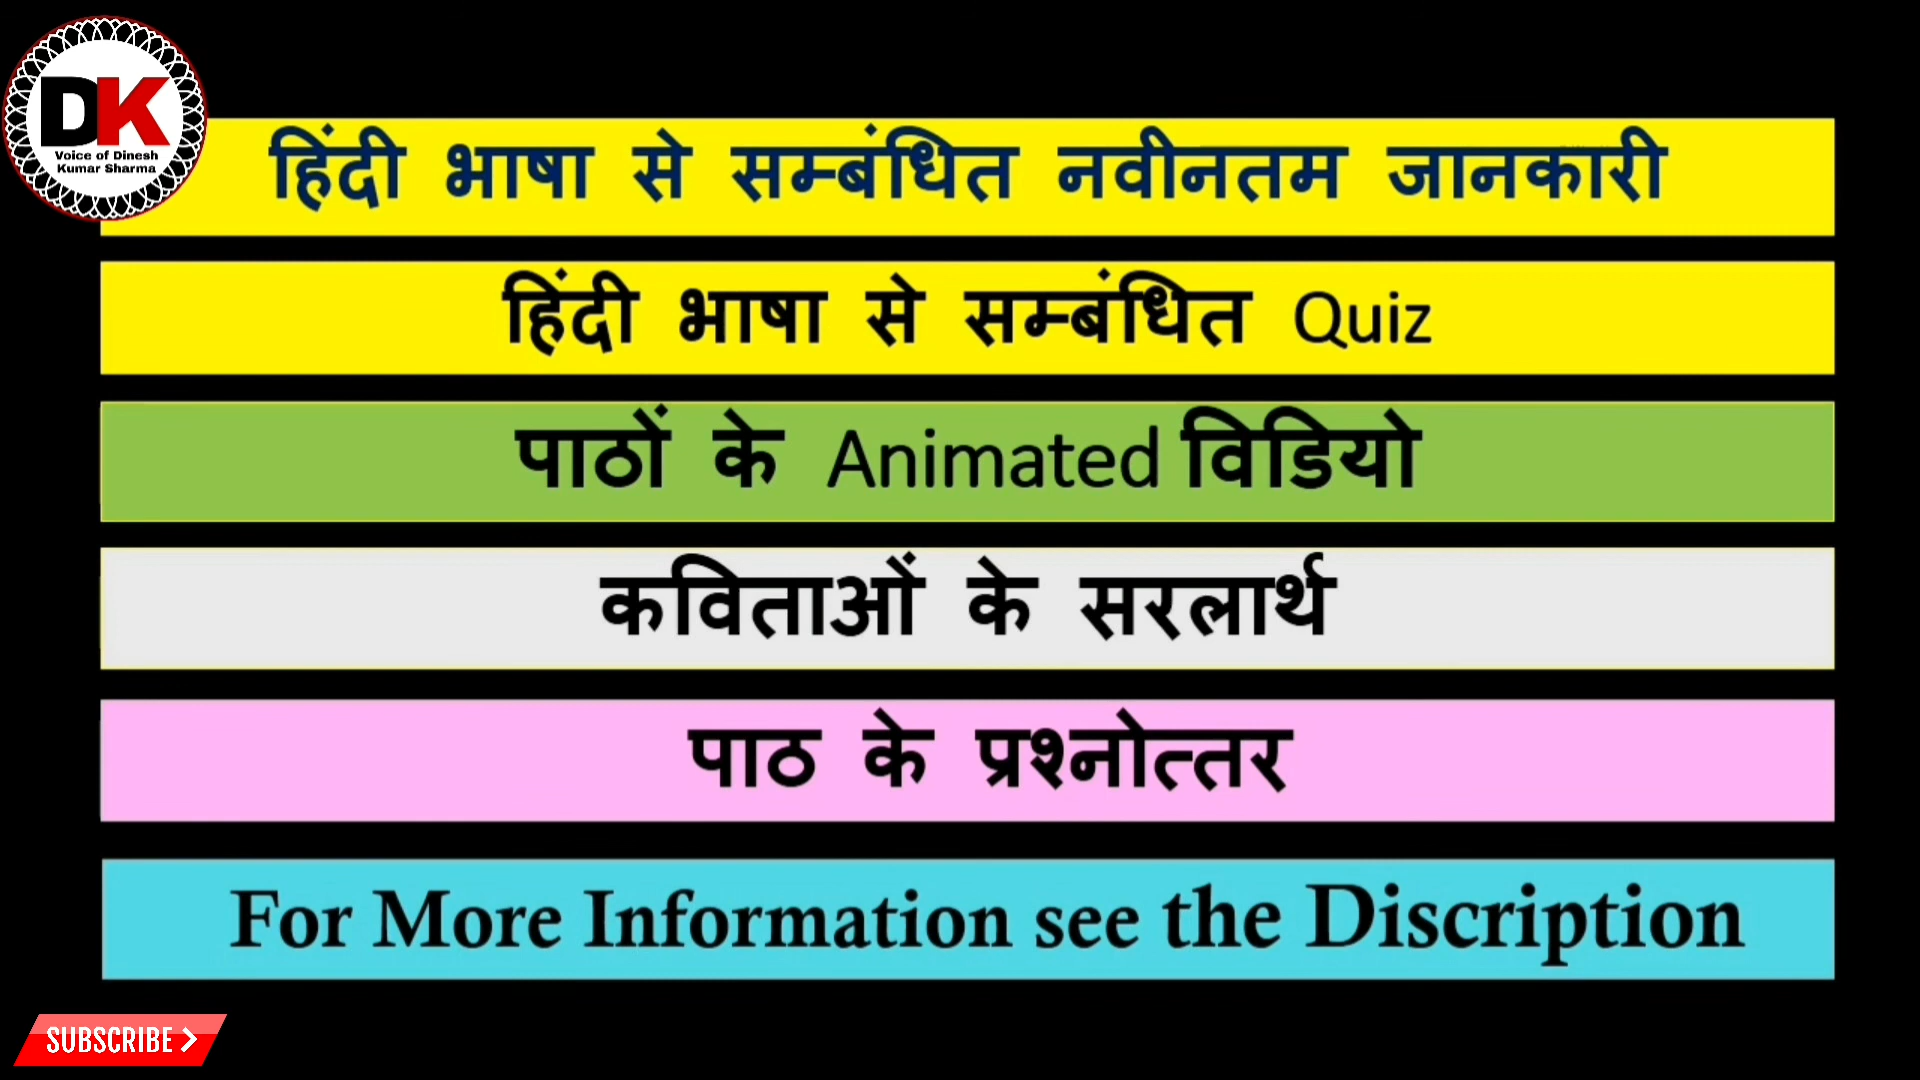 DK
Voice of Dinesh
Kumar Sharma
हिंदी भाषा से सम्बंधित नवीनतम जानकारी
हिंदी भाषा से सम्बंधित Quiz
पाठों के Animated विडियो
कविताओं के सरलार्थ
पाठ के प्रश्नोत्तर
For More Information see the Discription
SUBSCRIBE >